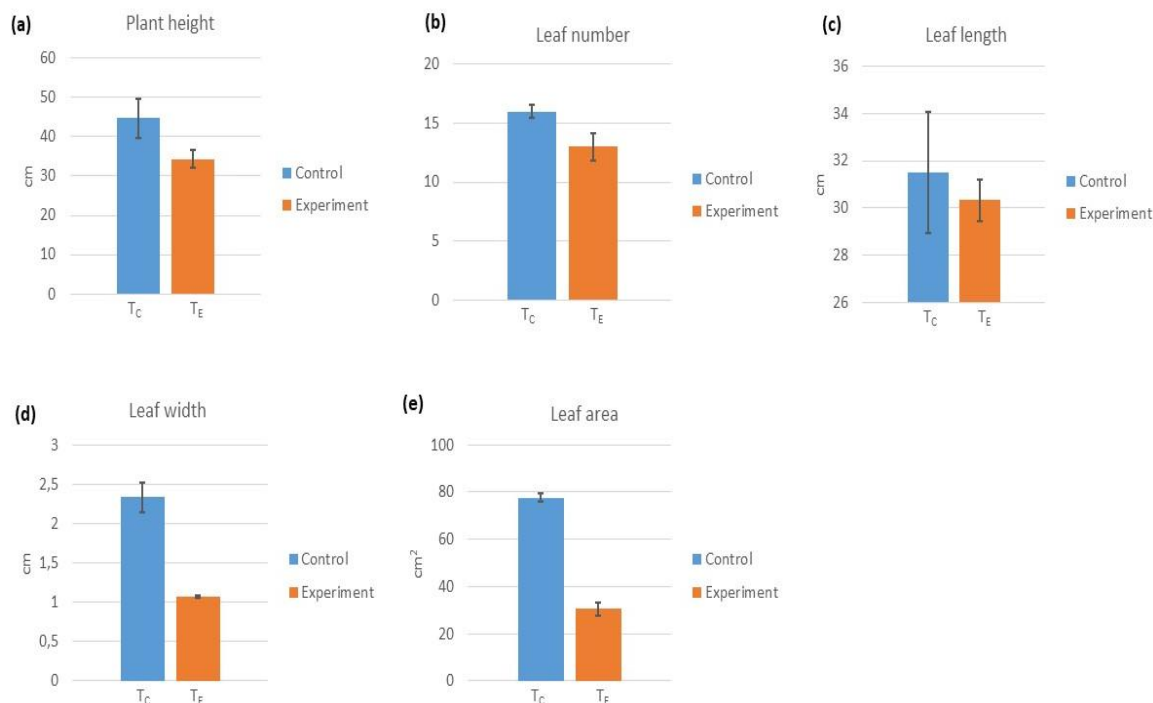 (a)
Plant height
60
50
40
30
20
10
0
cm
T_C T_E
Control
Experiment
(b)
Leaf number
20
15
10
5
0
T_C T_E
Control
Experiment
(c)
Leaf length
36
34
32
30
28
26
cm
T_C T_E
Control
Experiment
(d)
Leaf width
3
2,5
2
1,5
1
0,5
0
cm
T_C T_E
Control
Experiment
(e)
Leaf area
100
80
60
40
20
0
cm²
T_C T_E
Control
Experiment